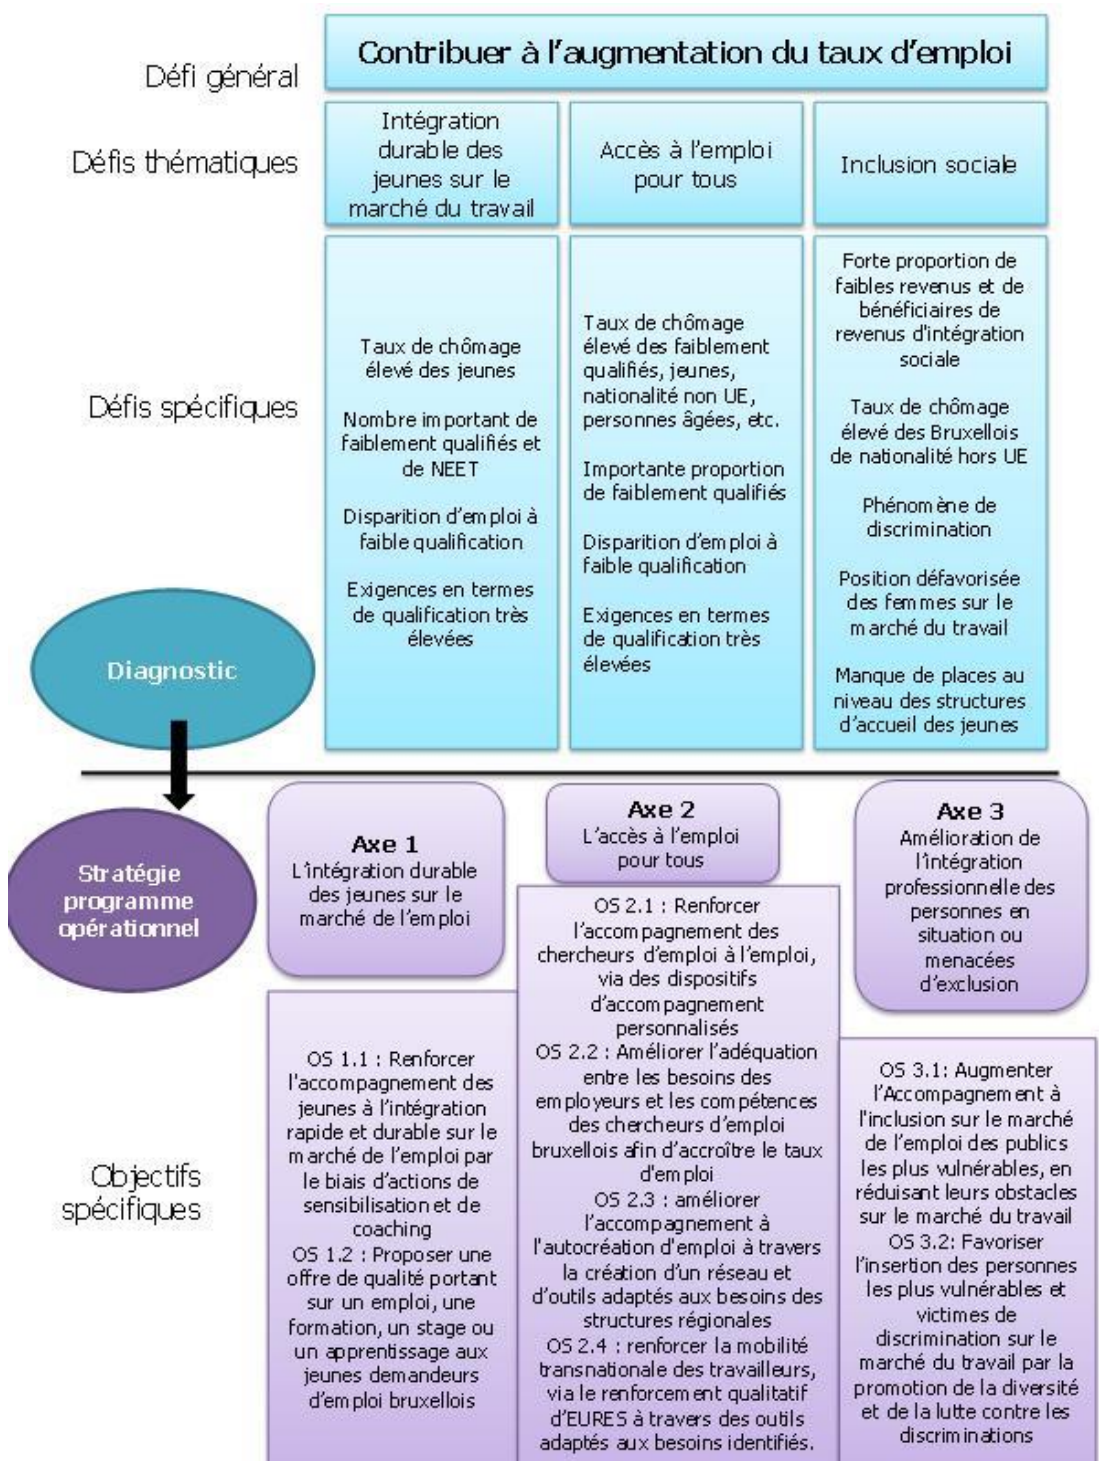 Défi général
Contribuer à l'augmentation du taux d'emploi
Défis thématiques
Intégration
durable des
jeunes sur le
marché du travail
Accès à l'emploi
pour tous
Inclusion sociale
Défis spécifiques
Taux de chômage
élevé des jeunes
Nombre important de
faiblement qualifiés et
de NEET
Disparition d'emploi à
faible qualification
Exigences en termes
de qualification très
élevées
Taux de chômage
élevé des faiblement
qualifiés, jeunes,
nationalité non UE,
personnes âgées, etc.
Importante proportion
de faiblement qualifiés
Disparition d'emploi à
faible qualification
Exigences en termes
de qualification très
élevées
Forte proportion de
faibles revenus et de
bénéficiaires de
revenus d'intégration
sociale
Taux de chômage
élevé des Bruxellois
de nationalité hors UE
Phénomène de
discrimination
Position défavorisée
des femmes sur le
marché du travail
Manque de places au
niveau des structures
d'accueil des jeunes
Diagnostic
Stratégie
programme
opérationnel
Axe 1
L'intégration durable
des jeunes sur le
marché de l'emploi
Axe 2
L'accès à l'emploi
pour tous
Axe 3
Amélioration de
l'intégration
professionnelle des
personnes en
situation ou
menacées
d'exclusion
Objectifs
spécifiques
OS 1.1 : Renforcer
l'accompagnement des
jeunes à l'intégration
rapide et durable sur le
marché de l'emploi par
le biais d'actions de
sensibilisation et de
coaching
OS 1.2 : Proposer une
offre de qualité portant
sur un emploi, une
formation, un stage ou
un apprentissage aux
jeunes demandeurs
d'emploi bruxellois
OS 2.1 : Renforcer
l'accompagnement des
chercheurs d'emploi à l'emploi,
via des dispositifs
d'accompagnement
personnalisés
OS 2.2 : Améliorer l'adéquation
entre les besoins des
employeurs et les compétences
des chercheurs d'emploi
bruxellois afin d'accroître le taux
d'emploi
OS 2.3 : améliorer
l'accompagnement à
l'autocréation d'emploi à travers
la création d'un réseau et
d'outils adaptés aux besoins des
structures régionales
OS 2.4 : renforcer la mobilité
transnationale des travailleurs,
via le renforcement qualitatif
d'EURES à travers des outils
adaptés aux besoins identifiés.
OS 3.1: Augmenter
l'Accompagnement à
l'inclusion sur le marché
de l'emploi des publics
les plus vulnérables, en
réduisant leurs obstacles
sur le marché du travail
OS 3.2: Favoriser
l'insertion des personnes
les plus vulnérables et
victimes de
discrimination sur le
marché du travail par la
promotion de la diversité
et de la lutte contre les
discriminations